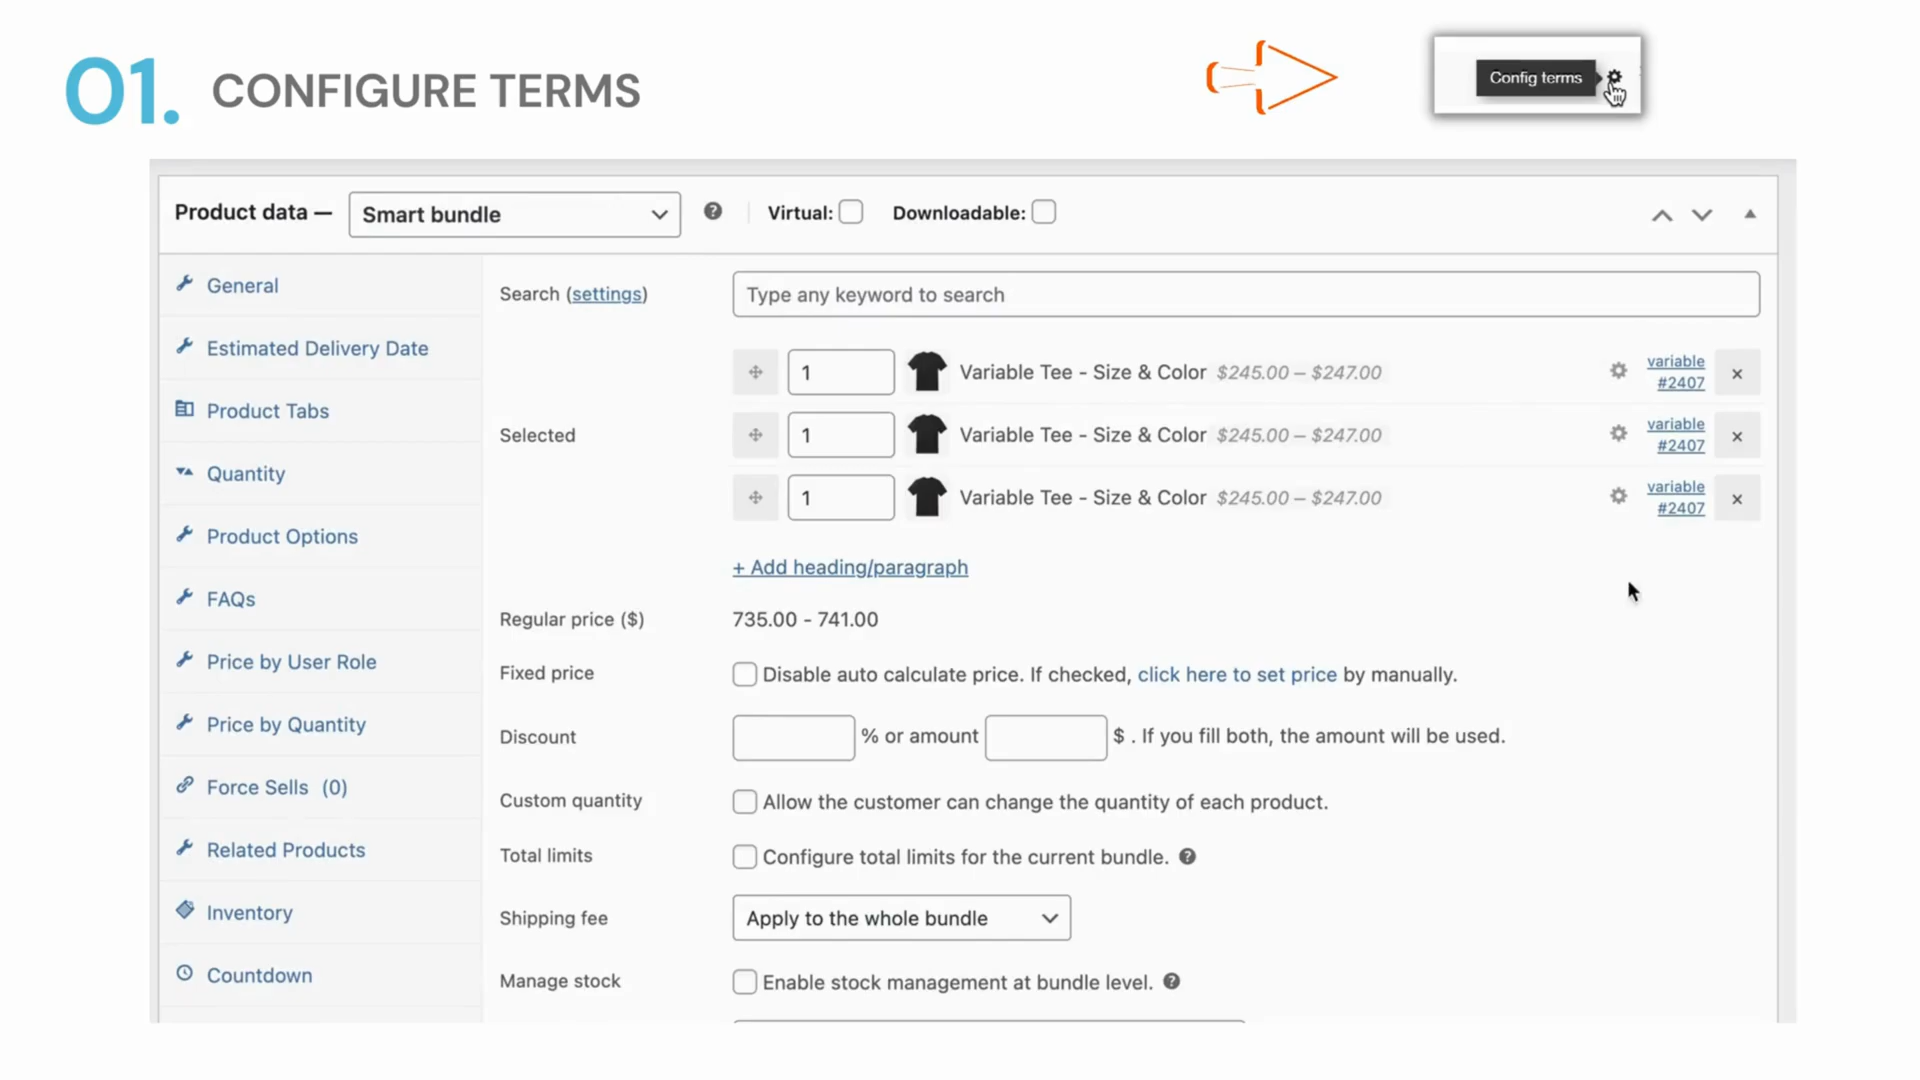 01. CONFIGURE TERMS
Config terms
Product data — Smart bundle Virtual: Downloadable:
General
Estimated Delivery Date
Product Tabs
Quantity
Product Options
FAQs
Price by User Role
Price by Quantity
Force Sells (0)
Related Products
Inventory
Countdown
Search (settings) Type any keyword to search
Selected
1 Variable Tee - Size & Color $245.00 – $247.00 variable #2407 ×
1 Variable Tee - Size & Color $245.00 – $247.00 variable #2407 ×
1 Variable Tee - Size & Color $245.00 – $247.00 variable #2407 ×
+ Add heading/paragraph
Regular price ($) 735.00 - 741.00
Fixed price Disable auto calculate price. If checked, click here to set price by manually.
Discount % or amount $ . If you fill both, the amount will be used.
Custom quantity Allow the customer can change the quantity of each product.
Total limits Configure total limits for the current bundle.
Shipping fee Apply to the whole bundle
Manage stock Enable stock management at bundle level.